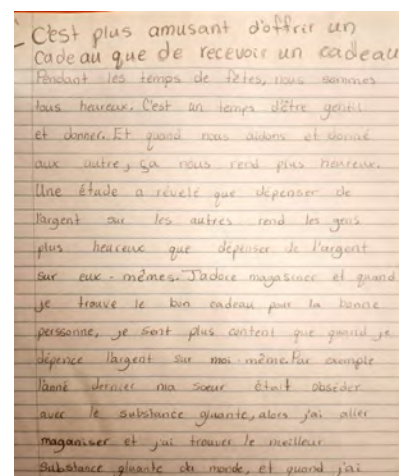 C'est plus amusant d'offrir un
cadeau que de recevoir un cadeau
Pendant les temps de fêtes, nous sommes
tous heureux. C'est un temps d'être gentil
et donner. Et quand nous aidons et donné
aux autre, ça nous rend plus heureux.
Une étude a révélé que dépenser de
l'argent sur les autres rend les gens
plus heureux que dépenser de l'argent
sur eux-mêmes. J'adore magasiner et quand
je trouve le bon cadeau pour la bonne
perssonne, je sent plus content que quand je
dépence l'argent sur moi-même. Par exemple
l'anné dernier ma soeur était obséder
avec le substance gluante, alors j'ai aller
maganiser et j'ai trouver le meilleur
substance gluante du monde, et quand j'ai